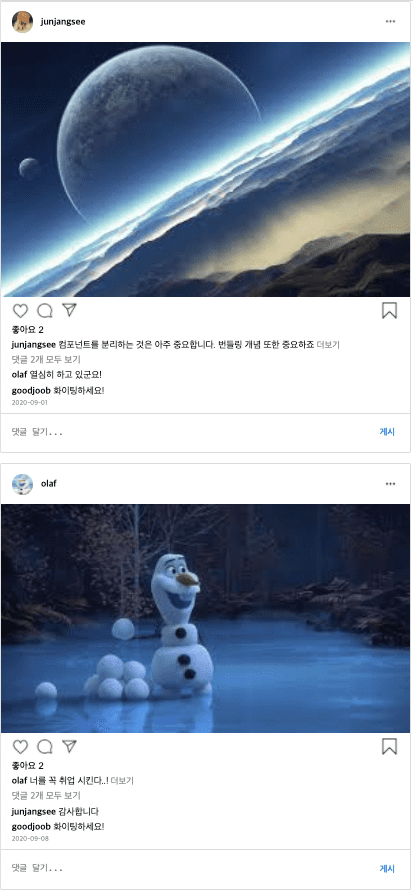 junjangsee
좋아요 2
junjangsee 컴포넌트를 분리하는 것은 아주 중요합니다. 번들링 개념 또한 중요하죠 더보기
댓글 2개 모두 보기
olaf 열심히 하고 있군요!
goodjoob 화이팅하세요!
2020-09-01
댓글 달기... 게시
olaf
좋아요 2
olaf 너를 꼭 취업 시킨다..! 더보기
댓글 2개 모두 보기
junjangsee 감사합니다
goodjoob 화이팅하세요!
2020-09-08
댓글 달기... 게시